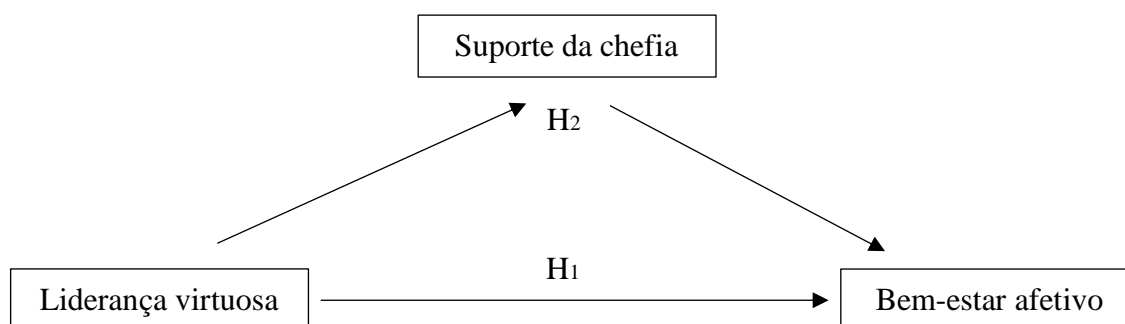 Suporte da chefia
H2
H1
Liderança virtuosa
Bem-estar afetivo